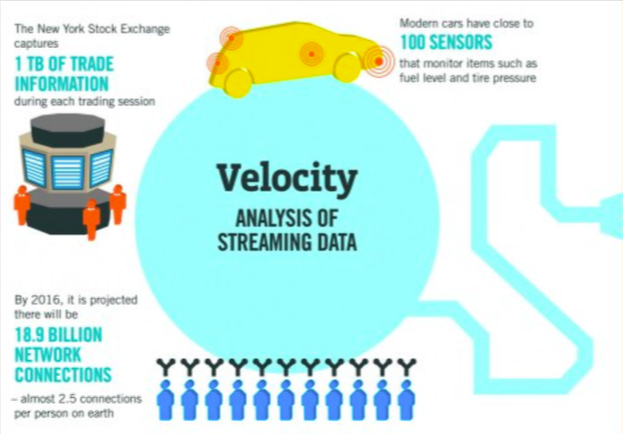 The New York Stock Exchange
captures
1 TB OF TRADE
INFORMATION
during each trading session
Modern cars have close to
100 SENSORS
that monitor items such as
fuel level and tire pressure
Velocity
ANALYSIS OF
STREAMING DATA
By 2016, it is projected
there will be
18.9 BILLION
NETWORK
CONNECTIONS
– almost 2.5 connections
per person on earth